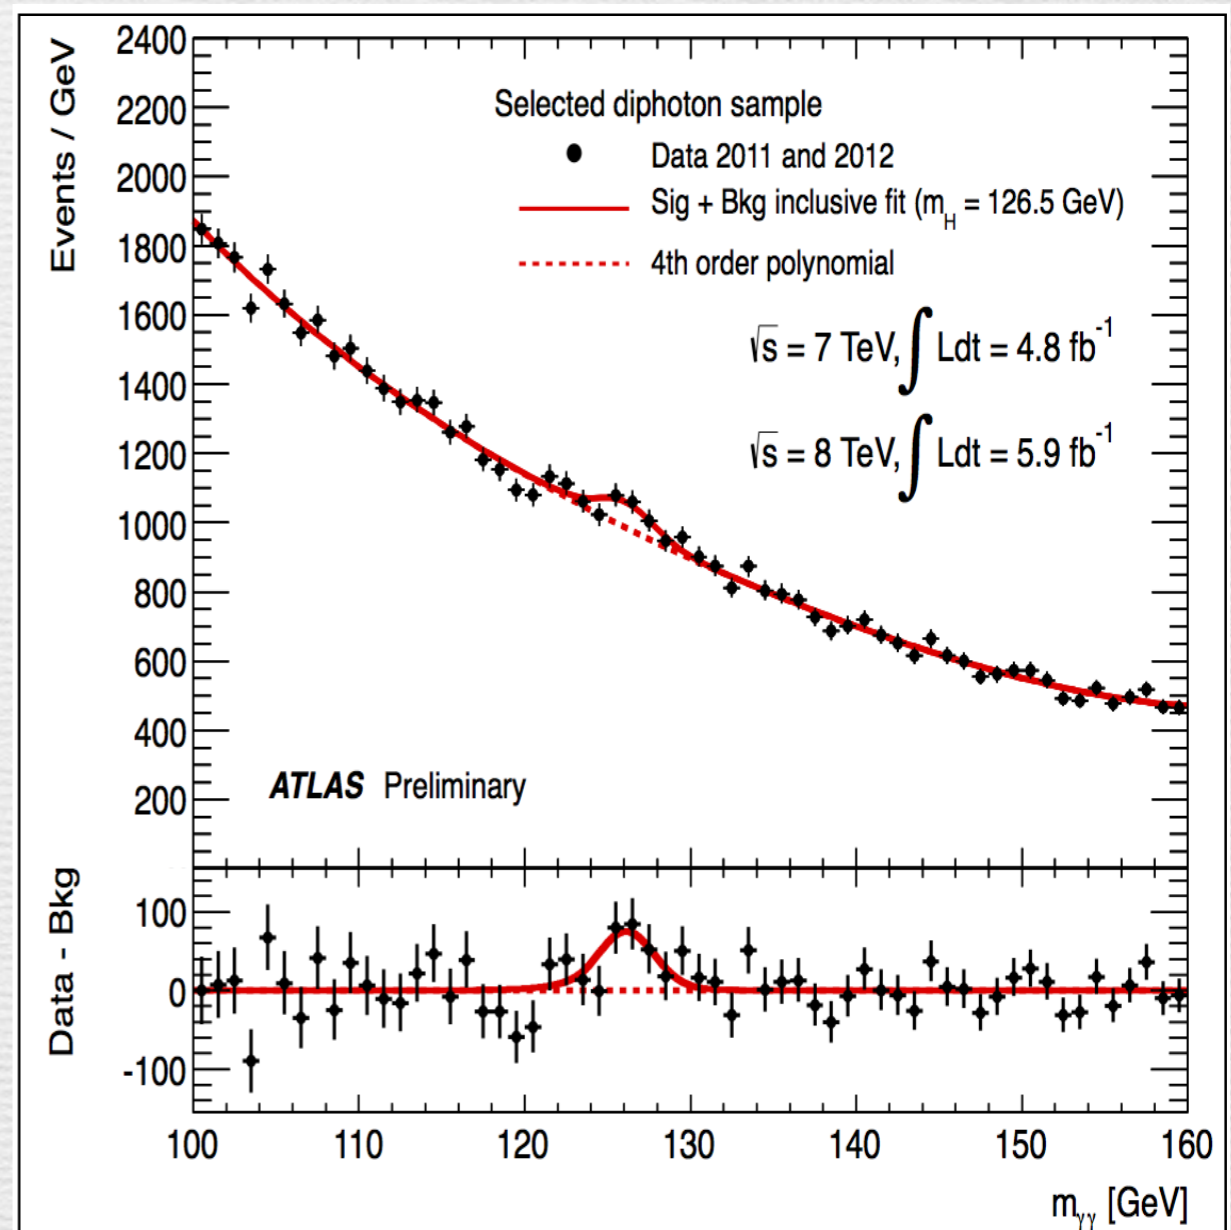 Events / GeV
2400
2200
2000
1800
1600
1400
1200
1000
800
600
400
200
Selected diphoton sample
Data 2011 and 2012
Sig + Bkg inclusive fit (m_H = 126.5 GeV)
4th order polynomial
√s = 7 TeV, ∫ Ldt = 4.8 fb⁻¹
√s = 8 TeV, ∫ Ldt = 5.9 fb⁻¹
ATLAS Preliminary
Data - Bkg
100
0
-100
100 110 120 130 140 150 160
m_γγ [GeV]